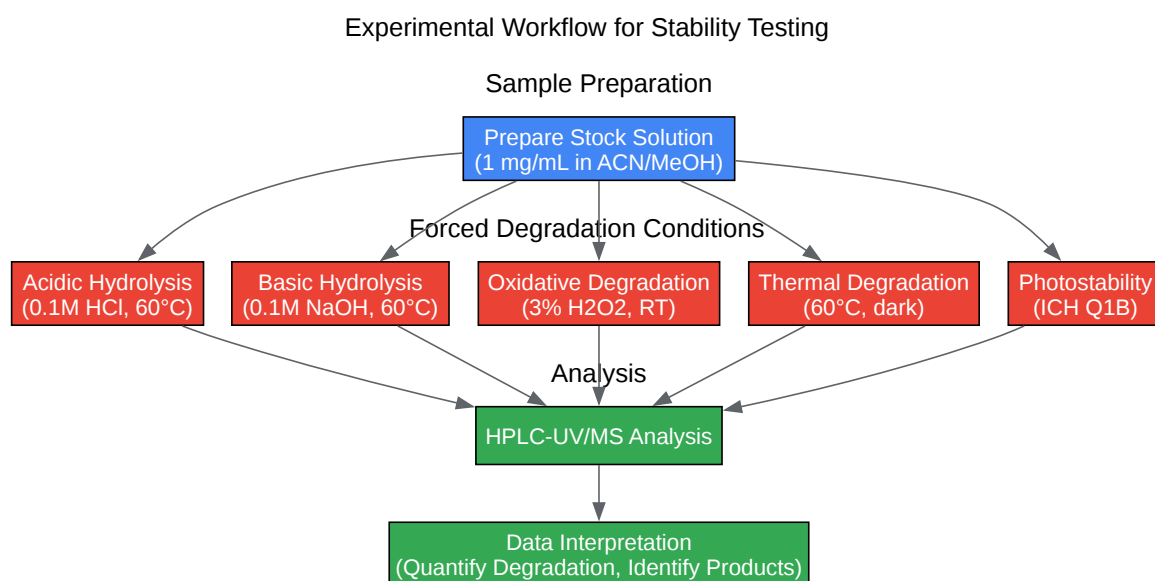 Experimental Workflow for Stability Testing
Sample Preparation
Prepare Stock Solution
(1 mg/mL in ACN/MeOH)
Forced Degradation Conditions
Acidic Hydrolysis
(0.1M HCl, 60°C)
Basic Hydrolysis
(0.1M NaOH, 60°C)
Oxidative Degradation
(3% H2O2, RT)
Thermal Degradation
(60°C, dark)
Photostability
(ICH Q1B)
Analysis
HPLC-UV/MS Analysis
Data Interpretation
(Quantify Degradation, Identify Products)